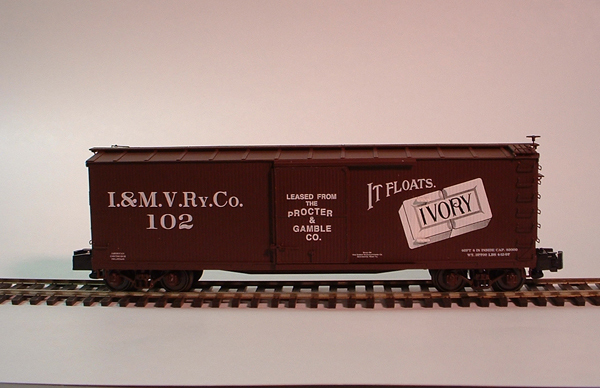 I.&M.V.RY.CO.
102
LEASED FROM
THE
PROCTER
&
GAMBLE
CO.
IT FLOATS.
IVORY